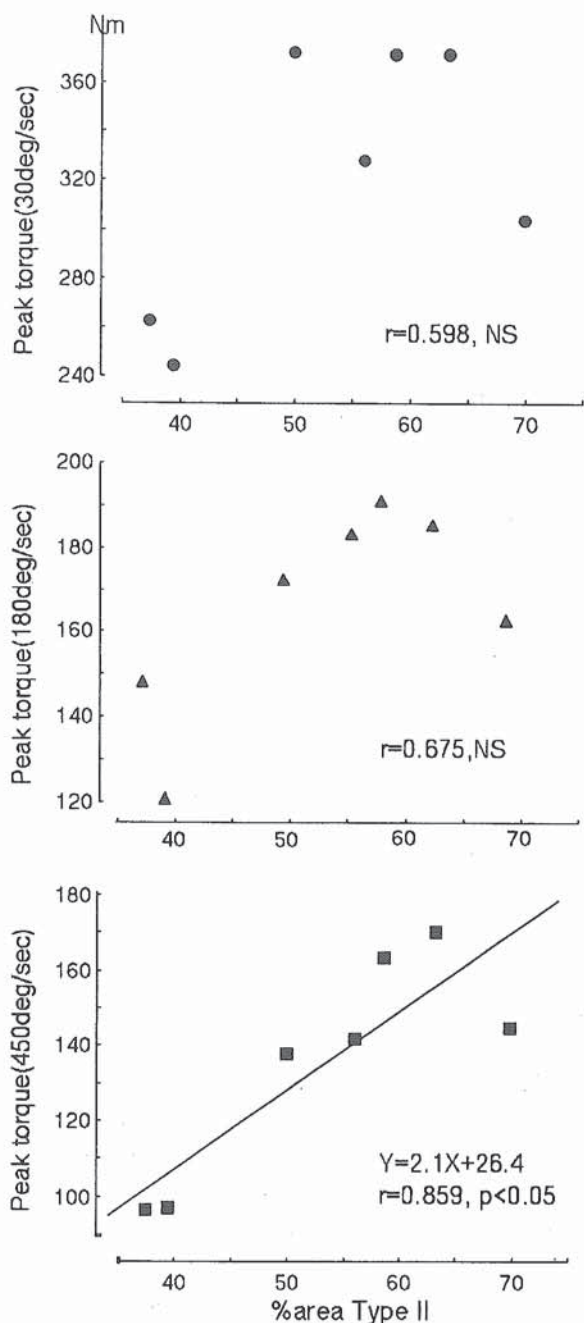 Nm
Peak torque(30deg/sec)
360
320
280
240
r=0.598, NS
40 50 60 70
Peak torque(180deg/sec)
200
180
160
140
120
r=0.675,NS
40 50 60 70
Peak torque(450deg/sec)
180
160
140
120
100
Y=2.1X+26.4
r=0.859, p<0.05
40 50 60 70
%area Type II